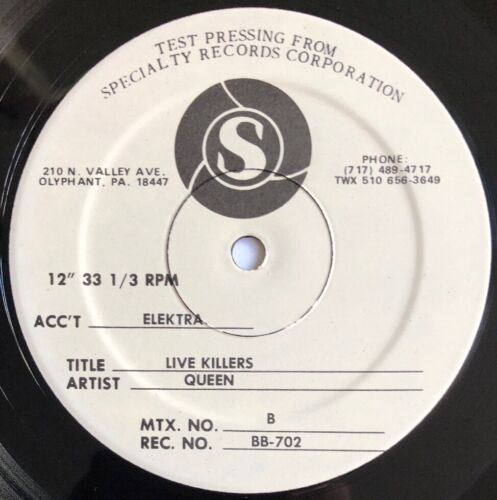 TEST PRESSING FROM
SPECIALTY RECORDS CORPORATION
S
210 N. VALLEY AVE.
OLYPHANT, PA. 18447
PHONE:
(717) 489-4717
TWX 510 656-3649
12" 33 1/3 RPM
ACC'T ELEKTRA
TITLE LIVE KILLERS
ARTIST QUEEN
MTX. NO. B
REC. NO. BB-702